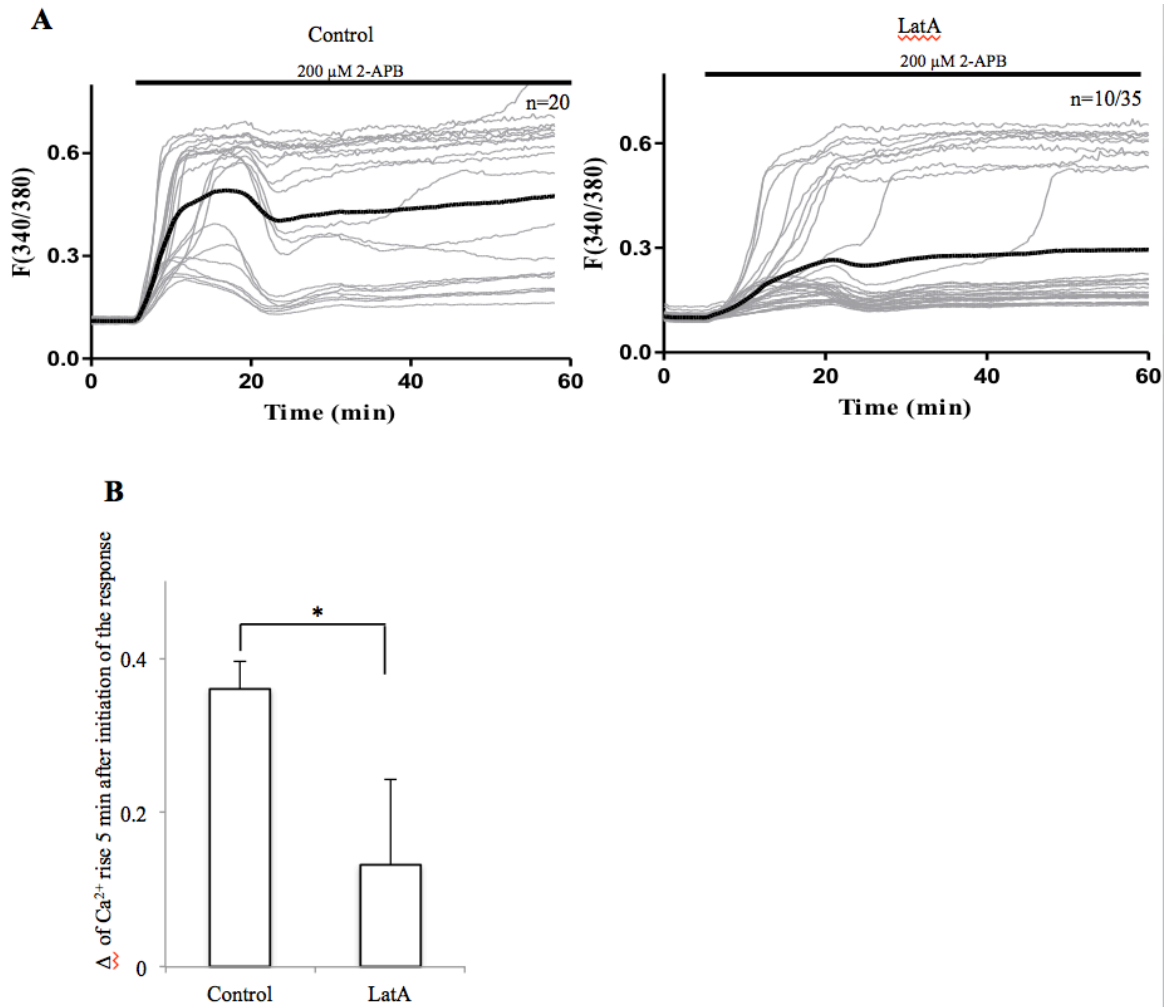 A
Control
LatA
200 μM 2-APB
200 μM 2-APB
n=20
n=10/35
F(340/380)
0.6
0.3
0.0
0
20
40
60
Time (min)
F(340/380)
0.6
0.3
0.0
0
20
40
60
Time (min)
B
Δ of Ca²⁺ rise 5 min after initiation of the response
*
0.4
0.2
0
Control
LatA